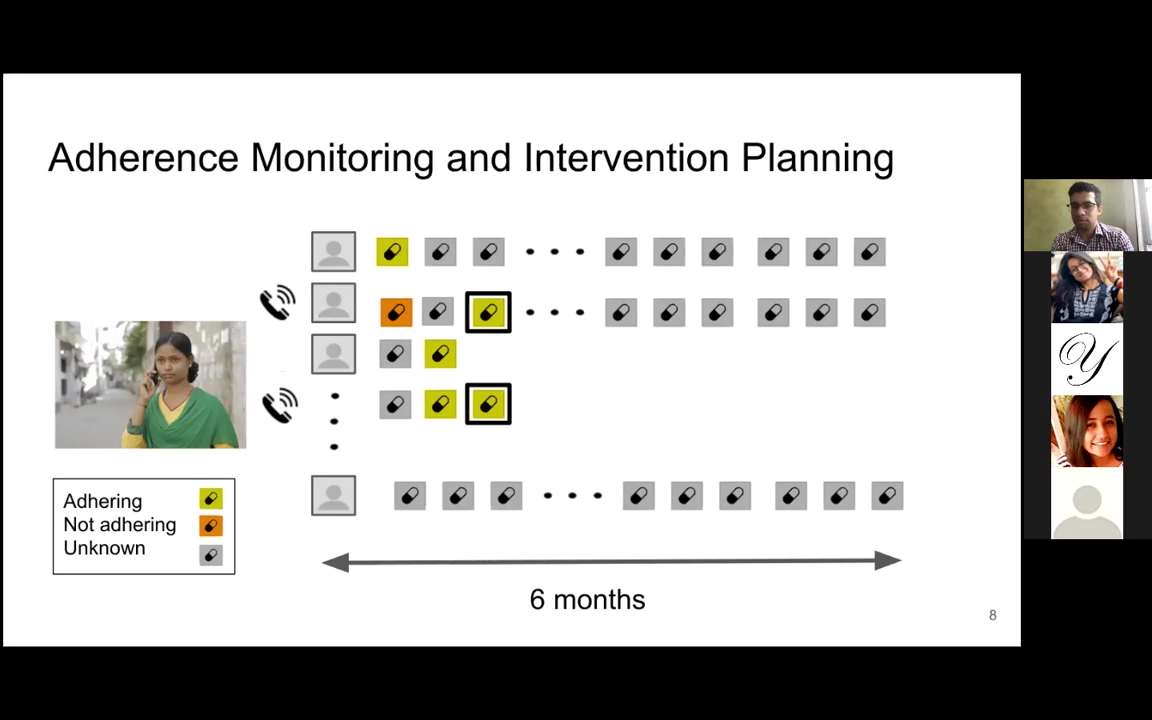 Adherence Monitoring and Intervention Planning
Adhering
Not adhering
Unknown
6 months
8
Y